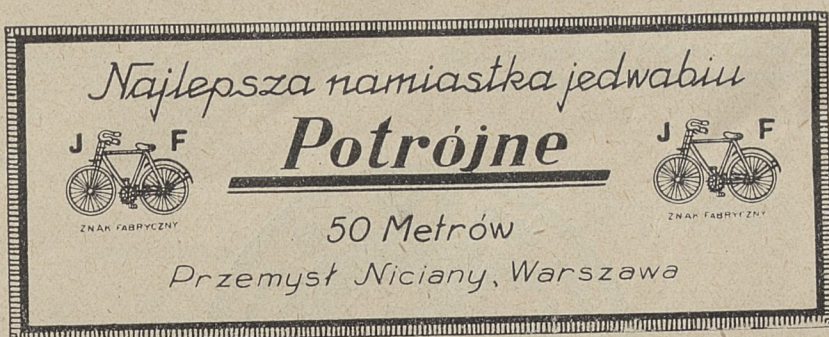 Najlepsza namiastka jedwabiu
J F
Potrójne
J F
ZNAK FABRYCZNY
ZNAK FABRYCZNY
50 Metrów
Przemysł Niciany, Warszawa